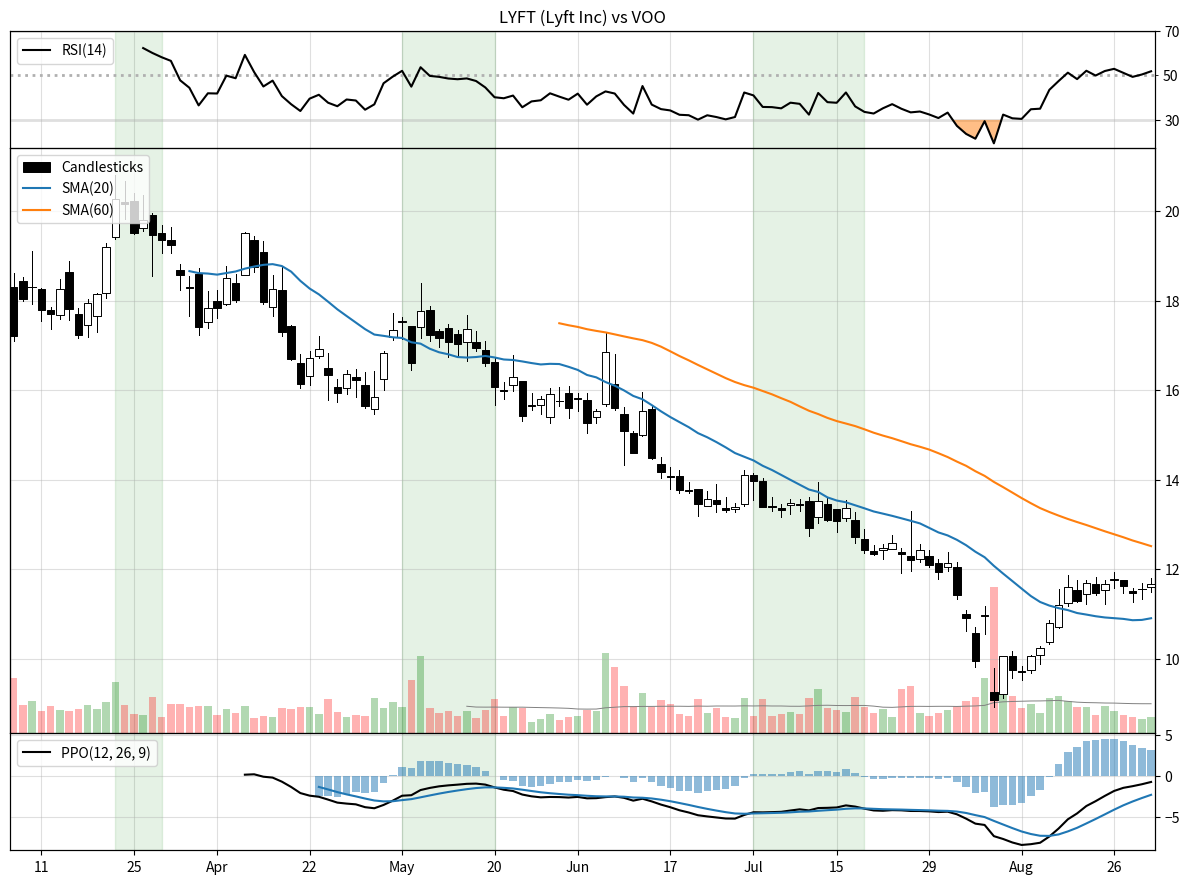 LYFT (Lyft Inc) vs VOO
RSI(14)
70
50
30
Candlesticks
SMA(20)
SMA(60)
20
18
16
14
12
10
PPO(12, 26, 9)
5
0
−5
11 25 Apr 22 May 20 Jun 17 Jul 15 29 Aug 26